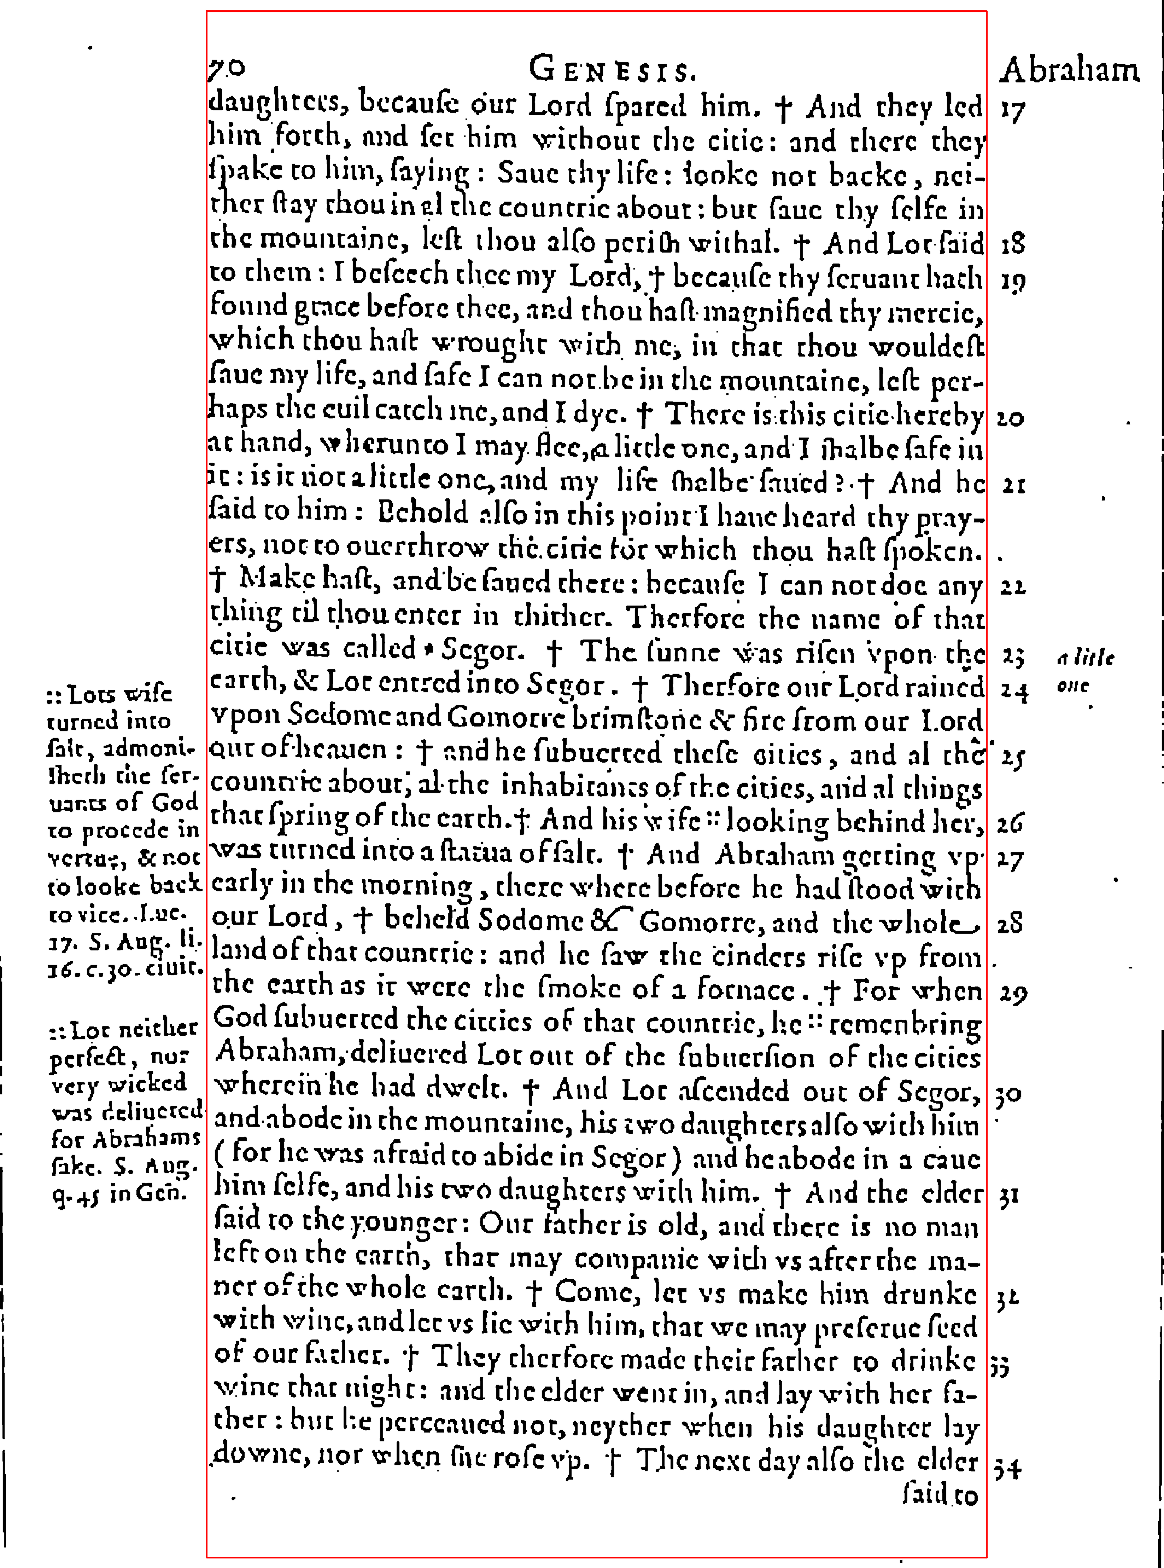 70 GENESIS. Abraham
daughters, becauſe our Lord ſpared him. † And they led 17
him forth, and ſet him without the citie: and there they
ſpake to him, ſaying: Saue thy life: looke not backe, nei-
ther ſtay thou in al the countrie about: but ſaue thy ſelfe in
the mountaine, leſt thou alſo periſh withal. † And Lot ſaid 18
to them: I beſeech thee my Lord, † becauſe thy ſeruant hath 19
found grace before thee, and thou haſt magnified thy mercie,
which thou haſt wrought with me, in that thou wouldeſt
ſaue my life, and ſafe I can not be in the mountaine, leſt per-
haps the euil catch me, and I dye. † There is this citie hereby 20
at hand, wherunto I may flee, a little one, and I ſhalbe ſafe in
it: is it not a little one, and my life ſhalbe ſaued? † And he 21
ſaid to him: Behold alſo in this point I haue heard thy pray-
ers, not to ouerthrow the citie for which thou haſt ſpoken.
† Make haſt, and be ſaued there: becauſe I can not doe any 22
thing til thou enter in thither. Therfore the name of that
citie was called * Segor. † The ſunne was riſen vpon the 23
earth, & Lot entred into Segor. † Therfore our Lord rained 24
vpon Sodome and Gomorre brimſtone & fire from our Lord
out of heauen: † and he ſubuerted theſe cities, and al the 25
countrie about, al the inhabitants of the cities, and al things
that ſpring of the earth. † And his wife :: looking behind her, 26
was turned into a ſtatua of ſalt. † And Abraham getting vp 27
early in the morning, there where before he had ſtood with
our Lord, † beheld Sodome & Gomorre, and the whole 28
land of that countrie: and he ſaw the cinders riſe vp from
the earth as it were the ſmoke of a fornace. † For when 29
God ſubuerted the citties of that countrie, he :: remenbring
Abraham, deliuered Lot out of the ſubuerſion of the cities
wherein he had dwelt. † And Lot aſcended out of Segor, 30
and abode in the mountaine, his two daughters alſo with him
(for he was afraid to abide in Segor) and he abode in a caue
him ſelfe, and his two daughters with him. † And the elder 31
ſaid to the younger: Our father is old, and there is no man
left on the earth, that may companie with vs after the ma-
ner of the whole earth. † Come, let vs make him drunke 32
with wine, and let vs lie with him, that we may preſerue ſeed
of our father. † They therfore made their father to drinke 33
wine that night: and the elder went in, and lay with her fa-
ther: but he perceaued not, neyther when his daughter lay
downe, nor when ſhe roſe vp. † The next day alſo the elder 34
ſaid to
a litle
one
:: Lots wife
turned into
ſalt, admoni-
ſheth the ſer-
uants of God
to procede in
vertue, & not
to looke back
to vice. Luc.
17. S. Aug. li.
16. c. 30. ciuit.
:: Lot neither
perfect, nor
very wicked
was deliuered
for Abrahams
ſake. S. Aug.
q. 45 in Gen.